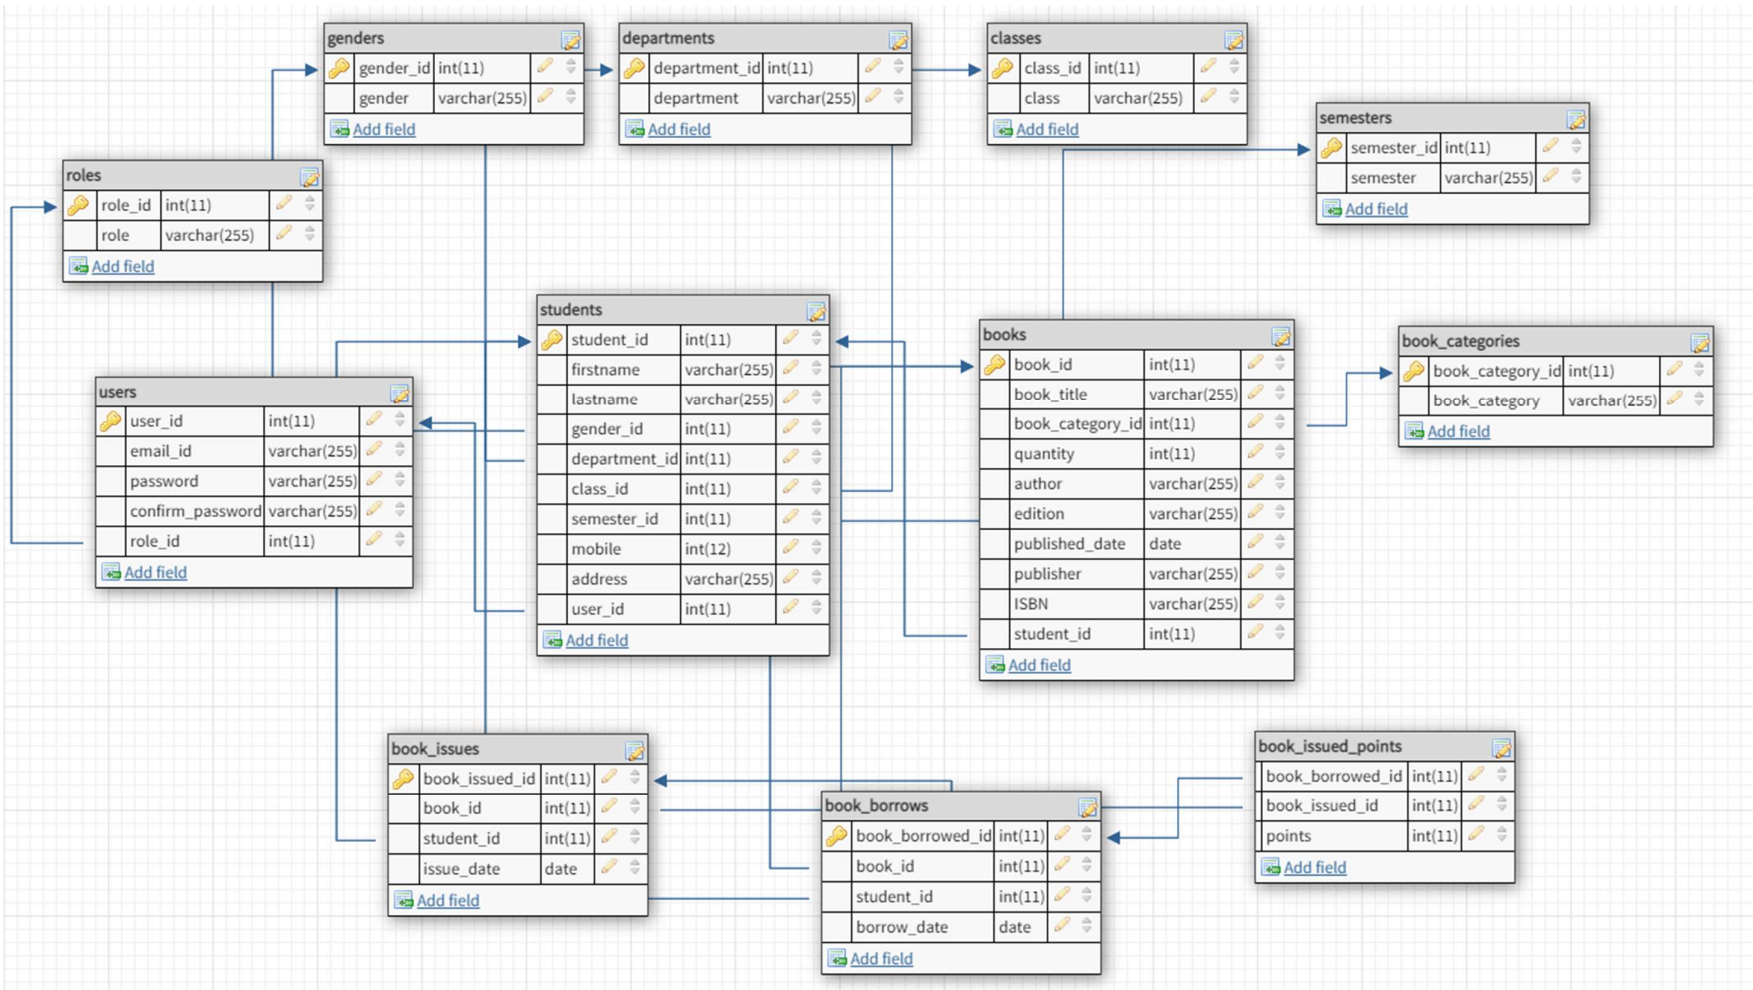 genders
gender_id int(11)
gender varchar(255)
Add field
departments
department_id int(11)
department varchar(255)
Add field
classes
class_id int(11)
class varchar(255)
Add field
semesters
semester_id int(11)
semester varchar(255)
Add field
roles
role_id int(11)
role varchar(255)
Add field
students
student_id int(11)
firstname varchar(255)
lastname varchar(255)
gender_id int(11)
department_id int(11)
class_id int(11)
semester_id int(11)
mobile int(12)
address varchar(255)
user_id int(11)
Add field
books
book_id int(11)
book_title varchar(255)
book_category_id int(11)
quantity int(11)
author varchar(255)
edition varchar(255)
published_date date
publisher varchar(255)
ISBN varchar(255)
student_id int(11)
Add field
book_categories
book_category_id int(11)
book_category varchar(255)
Add field
users
user_id int(11)
email_id varchar(255)
password varchar(255)
confirm_password varchar(255)
role_id int(11)
Add field
book_issues
book_issued_id int(11)
book_id int(11)
student_id int(11)
issue_date date
Add field
book_borrows
book_borrowed_id int(11)
book_id int(11)
student_id int(11)
borrow_date date
Add field
book_issued_points
book_borrowed_id int(11)
book_issued_id int(11)
points int(11)
Add field